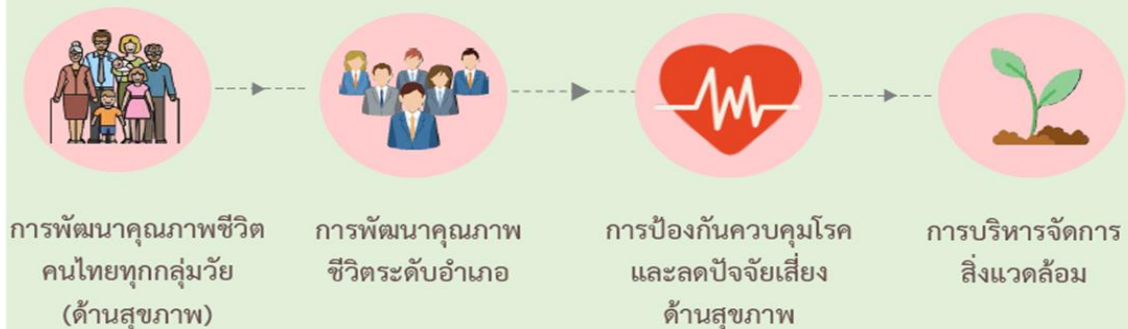 การพัฒนาคุณภาพชีวิต
คนไทยทุกกลุ่มวัย
(ด้านสุขภาพ)
การพัฒนาคุณภาพ
ชีวิตระดับอำเภอ
การป้องกันควบคุมโรค
และลดปัจจัยเสี่ยง
ด้านสุขภาพ
การบริหารจัดการ
สิ่งแวดล้อม